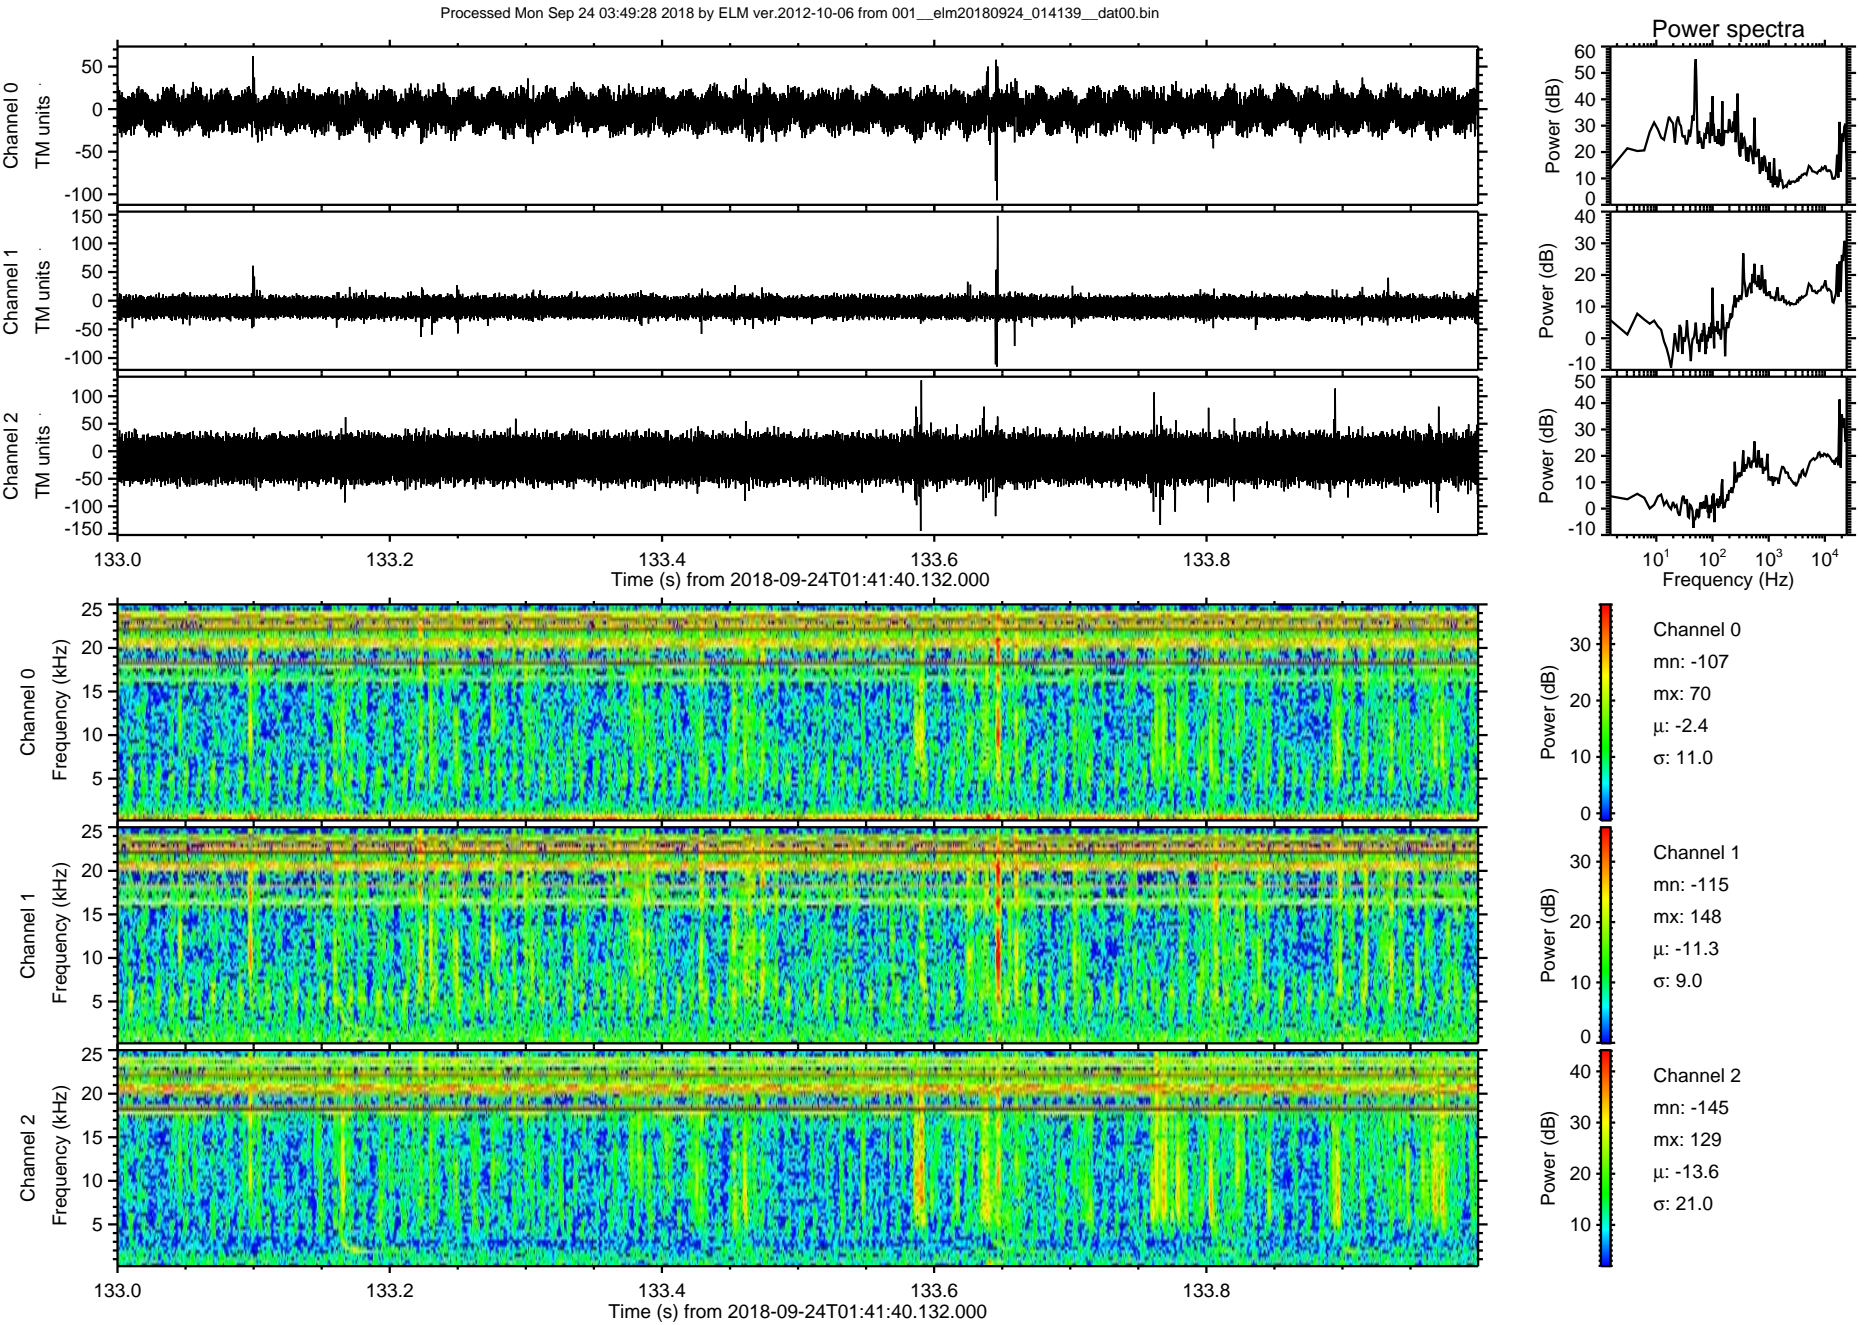 Processed Mon Sep 24 03:49:28 2018 by ELM ver.2012-10-06 from 001__elm20180924_014139__dat00.bin
Power spectra
Channel 0
TM units
50
0
-50
-100
Power (dB)
60
50
40
30
20
10
0
Channel 1
TM units
150
100
50
0
-50
-100
Power (dB)
40
30
20
10
0
-10
Channel 2
TM units
100
50
0
-50
-100
-150
Power (dB)
50
40
30
20
10
0
-10
133.0 133.2 133.4 133.6 133.8
Time (s) from 2018-09-24T01:41:40.132.000
10¹ 10² 10³ 10⁴
Frequency (Hz)
Channel 0
Frequency (kHz)
25
20
15
10
5
Power (dB)
30
20
10
0
Channel 0
mn: -107
mx: 70
μ: -2.4
σ: 11.0
Channel 1
Frequency (kHz)
25
20
15
10
5
Power (dB)
30
20
10
0
Channel 1
mn: -115
mx: 148
μ: -11.3
σ: 9.0
Channel 2
Frequency (kHz)
25
20
15
10
5
Power (dB)
40
30
20
10
Channel 2
mn: -145
mx: 129
μ: -13.6
σ: 21.0
133.0 133.2 133.4 133.6 133.8
Time (s) from 2018-09-24T01:41:40.132.000